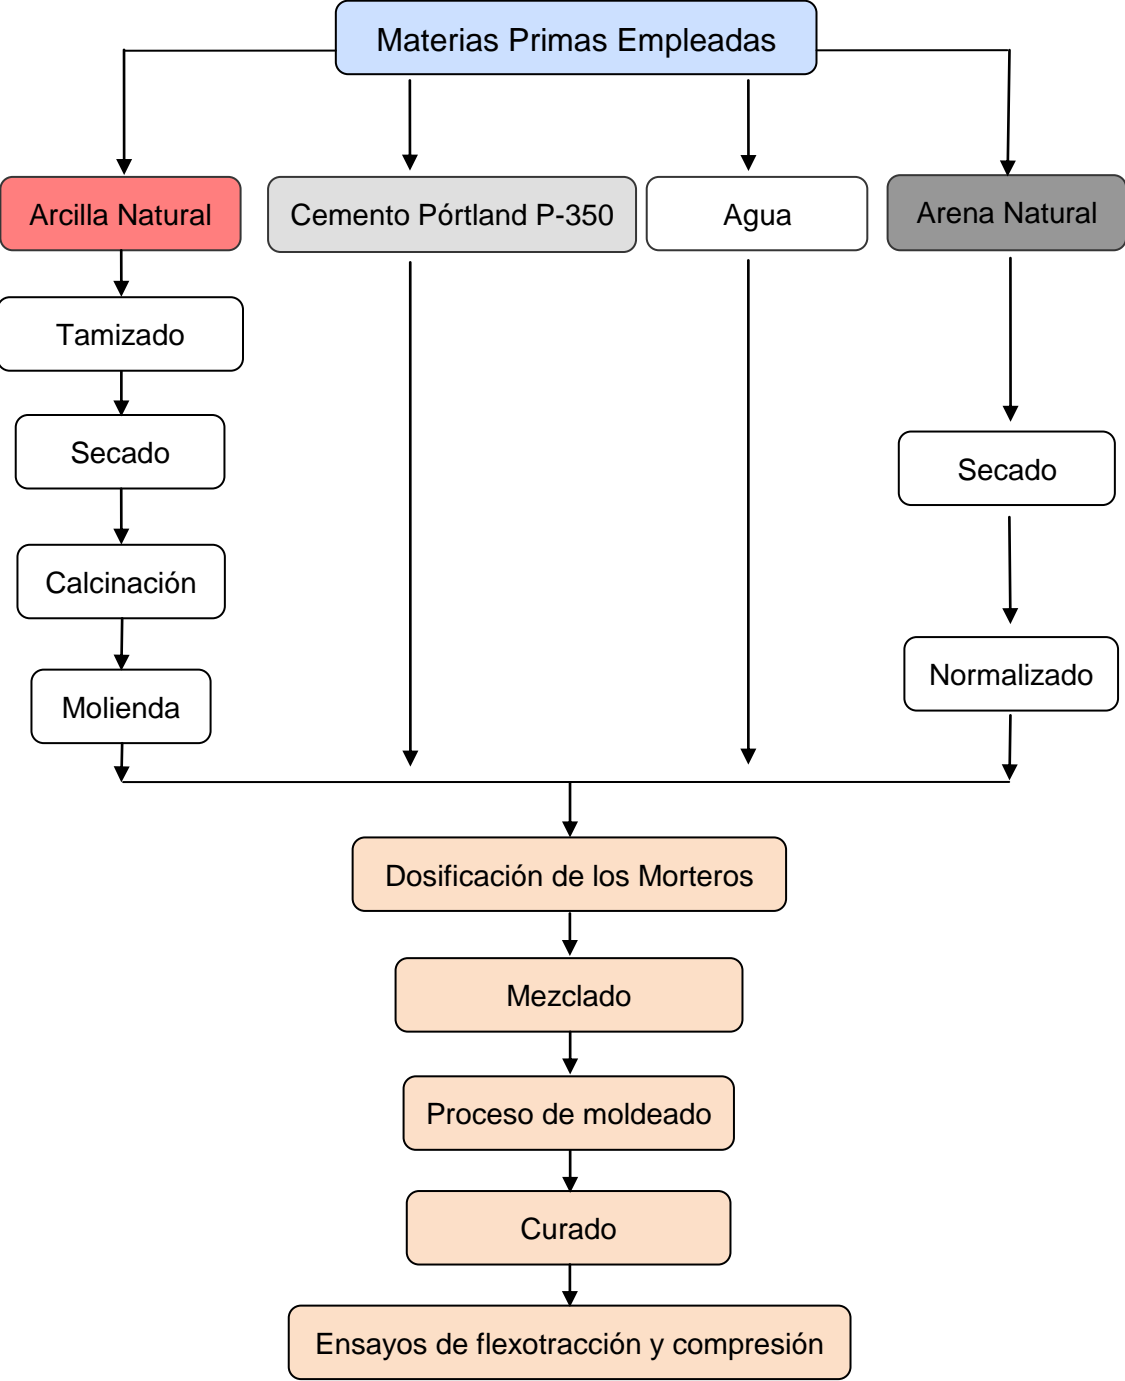 Materias Primas Empleadas
Arcilla Natural
Cemento Pórtland P-350
Agua
Arena Natural
Tamizado
Secado
Secado
Calcinación
Normalizado
Molienda
Dosificación de los Morteros
Mezclado
Proceso de moldeado
Curado
Ensayos de flexotracción y compresión